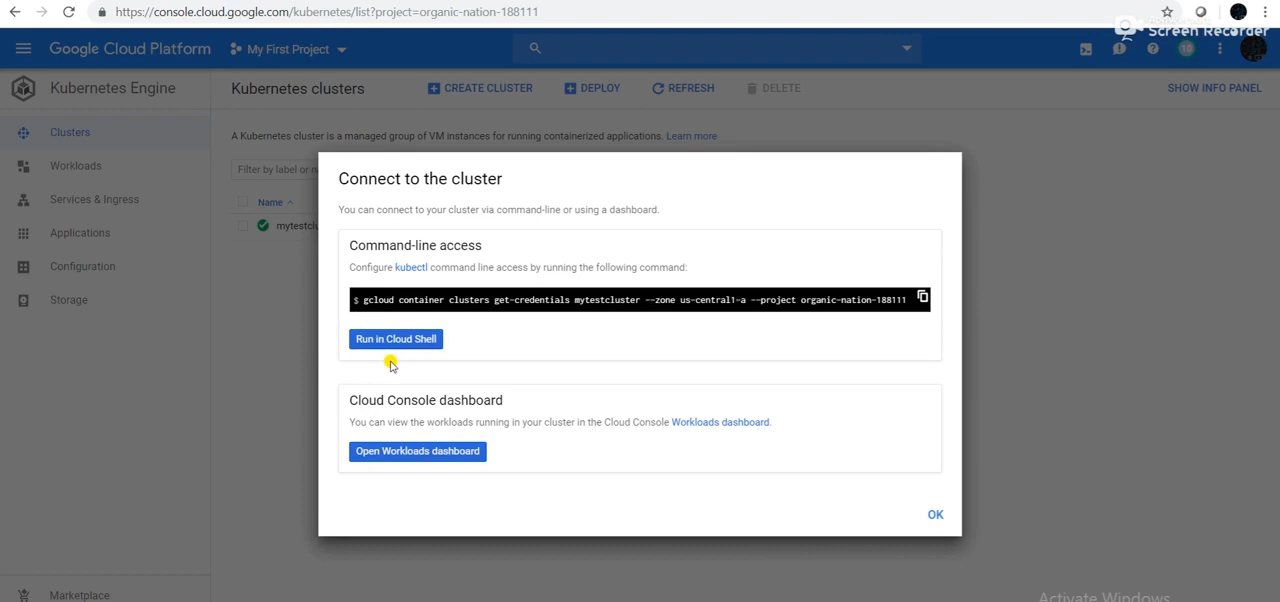 https://console.cloud.google.com/kubernetes/list?project=organic-nation-188111
Screen Recorder
Google Cloud Platform
My First Project
10
Kubernetes Engine
Kubernetes clusters
CREATE CLUSTER
DEPLOY
REFRESH
DELETE
SHOW INFO PANEL
Clusters
Workloads
Services & Ingress
Applications
Configuration
Storage
Marketplace
A Kubernetes cluster is a managed group of VM instances for running containerized applications. Learn more
Filter by label or n
Name
mytestclu
Connect to the cluster
You can connect to your cluster via command-line or using a dashboard.
Command-line access
Configure kubectl command line access by running the following command:
$ gcloud container clusters get-credentials mytestcluster --zone us-central1-a --project organic-nation-188111
Run in Cloud Shell
Cloud Console dashboard
You can view the workloads running in your cluster in the Cloud Console Workloads dashboard.
Open Workloads dashboard
OK
Activate Windows